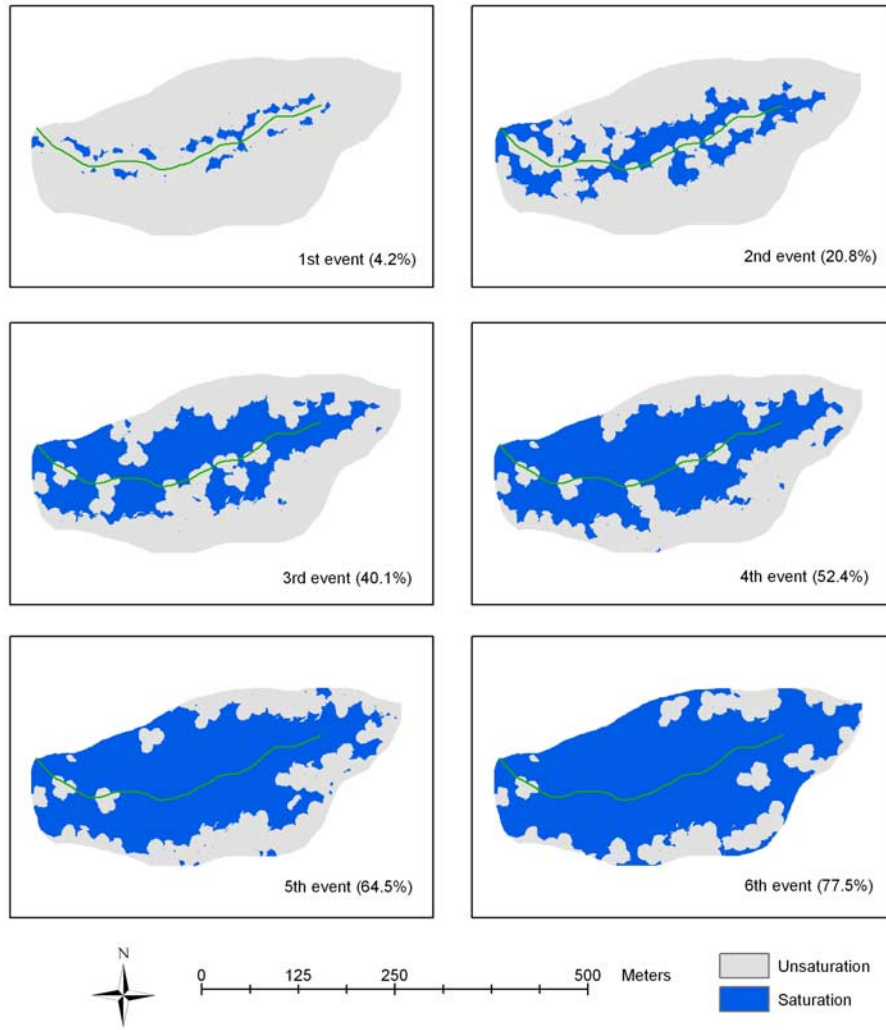 1st event (4.2%)
2nd event (20.8%)
3rd event (40.1%)
4th event (52.4%)
5th event (64.5%)
6th event (77.5%)
N
0 125 250 500 Meters
Unsaturation
Saturation